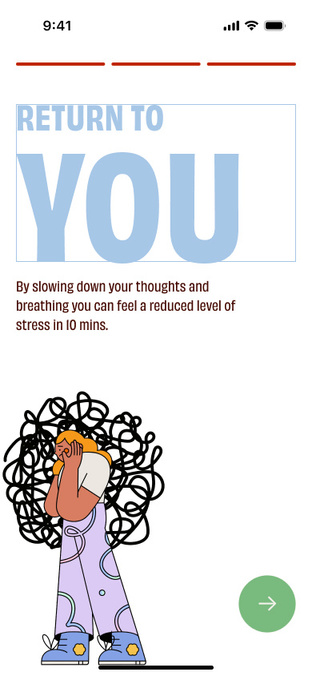 9:41
RETURN TO
YOU
By slowing down your thoughts and
breathing you can feel a reduced level of
stress in 10 mins.